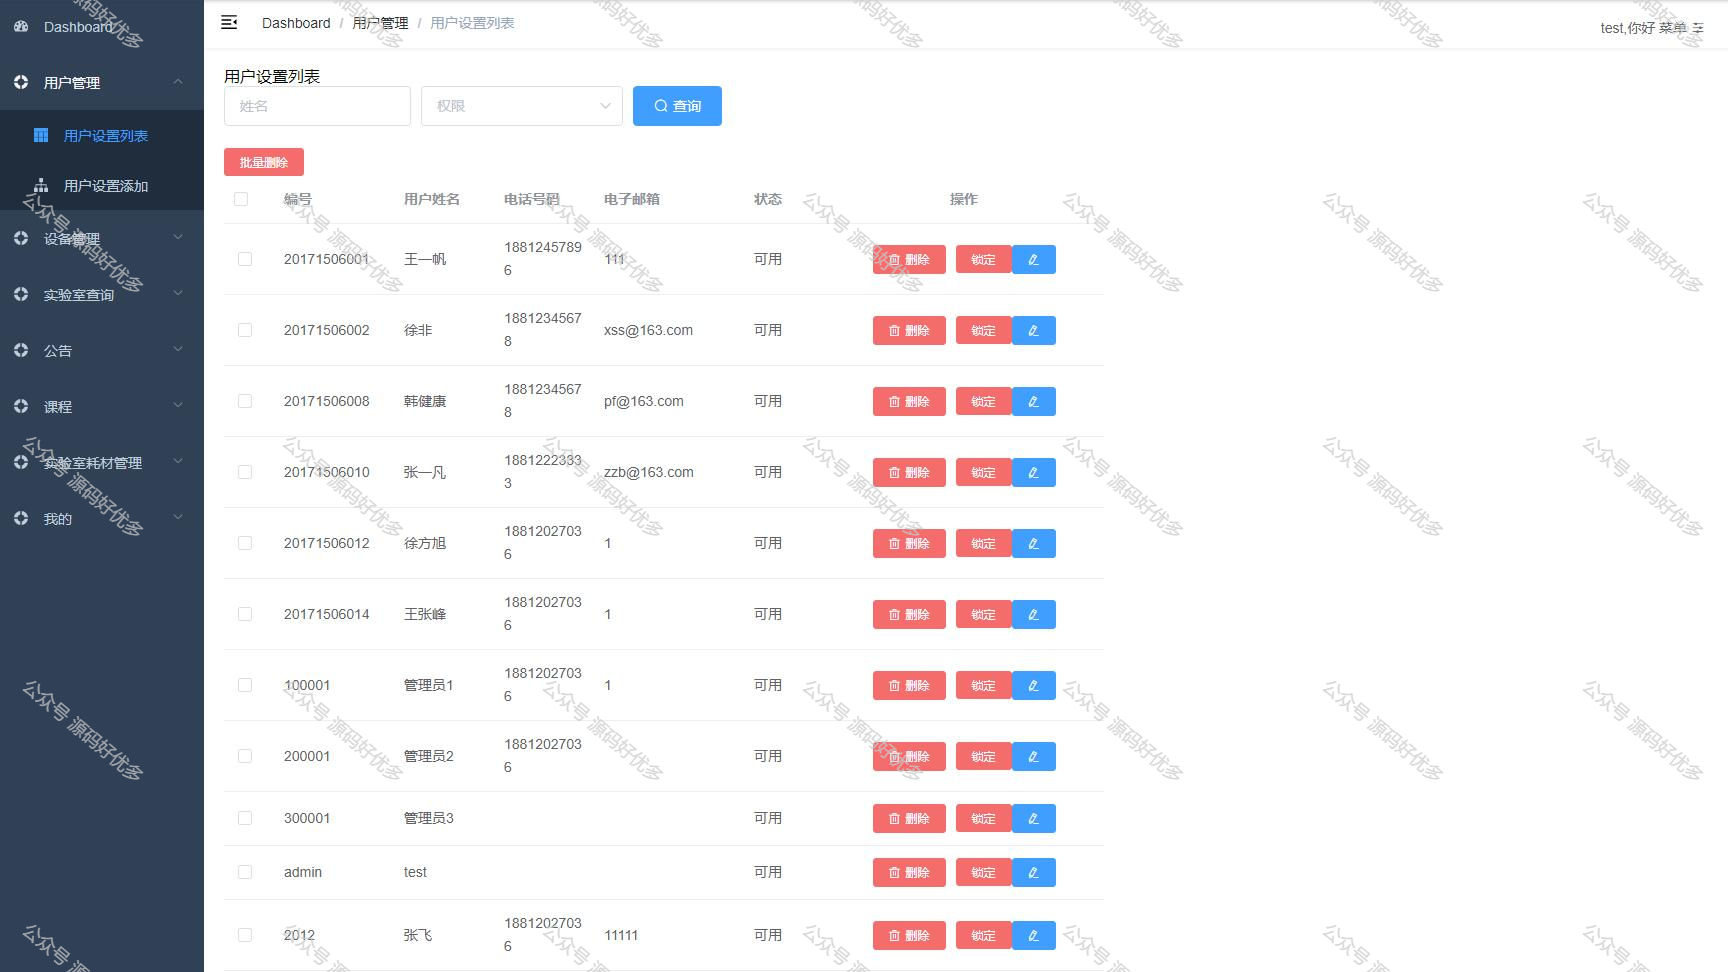 Dashboard
用户管理
用户设置列表
用户设置添加
设备管理
实验室查询
公告
课程
实验室耗材管理
我的
Dashboard / 用户管理 / 用户设置列表
test,你好 菜单
用户设置列表
姓名 权限 查询
批量删除
编号 用户姓名 电话号码 电子邮箱 状态 操作
20171506001 王一帆 18812457896 111 可用 删除 锁定
20171506002 徐非 18812345678 xss@163.com 可用 删除 锁定
20171506008 韩健康 18812345678 pf@163.com 可用 删除 锁定
20171506010 张一凡 18812223333 zzb@163.com 可用 删除 锁定
20171506012 徐方旭 18812027036 1 可用 删除 锁定
20171506014 王张峰 18812027036 1 可用 删除 锁定
100001 管理员1 18812027036 1 可用 删除 锁定
200001 管理员2 18812027036 可用 删除 锁定
300001 管理员3 可用 删除 锁定
admin test 可用 删除 锁定
2012 张飞 18812027036 11111 可用 删除 锁定
公众号 源码好优多